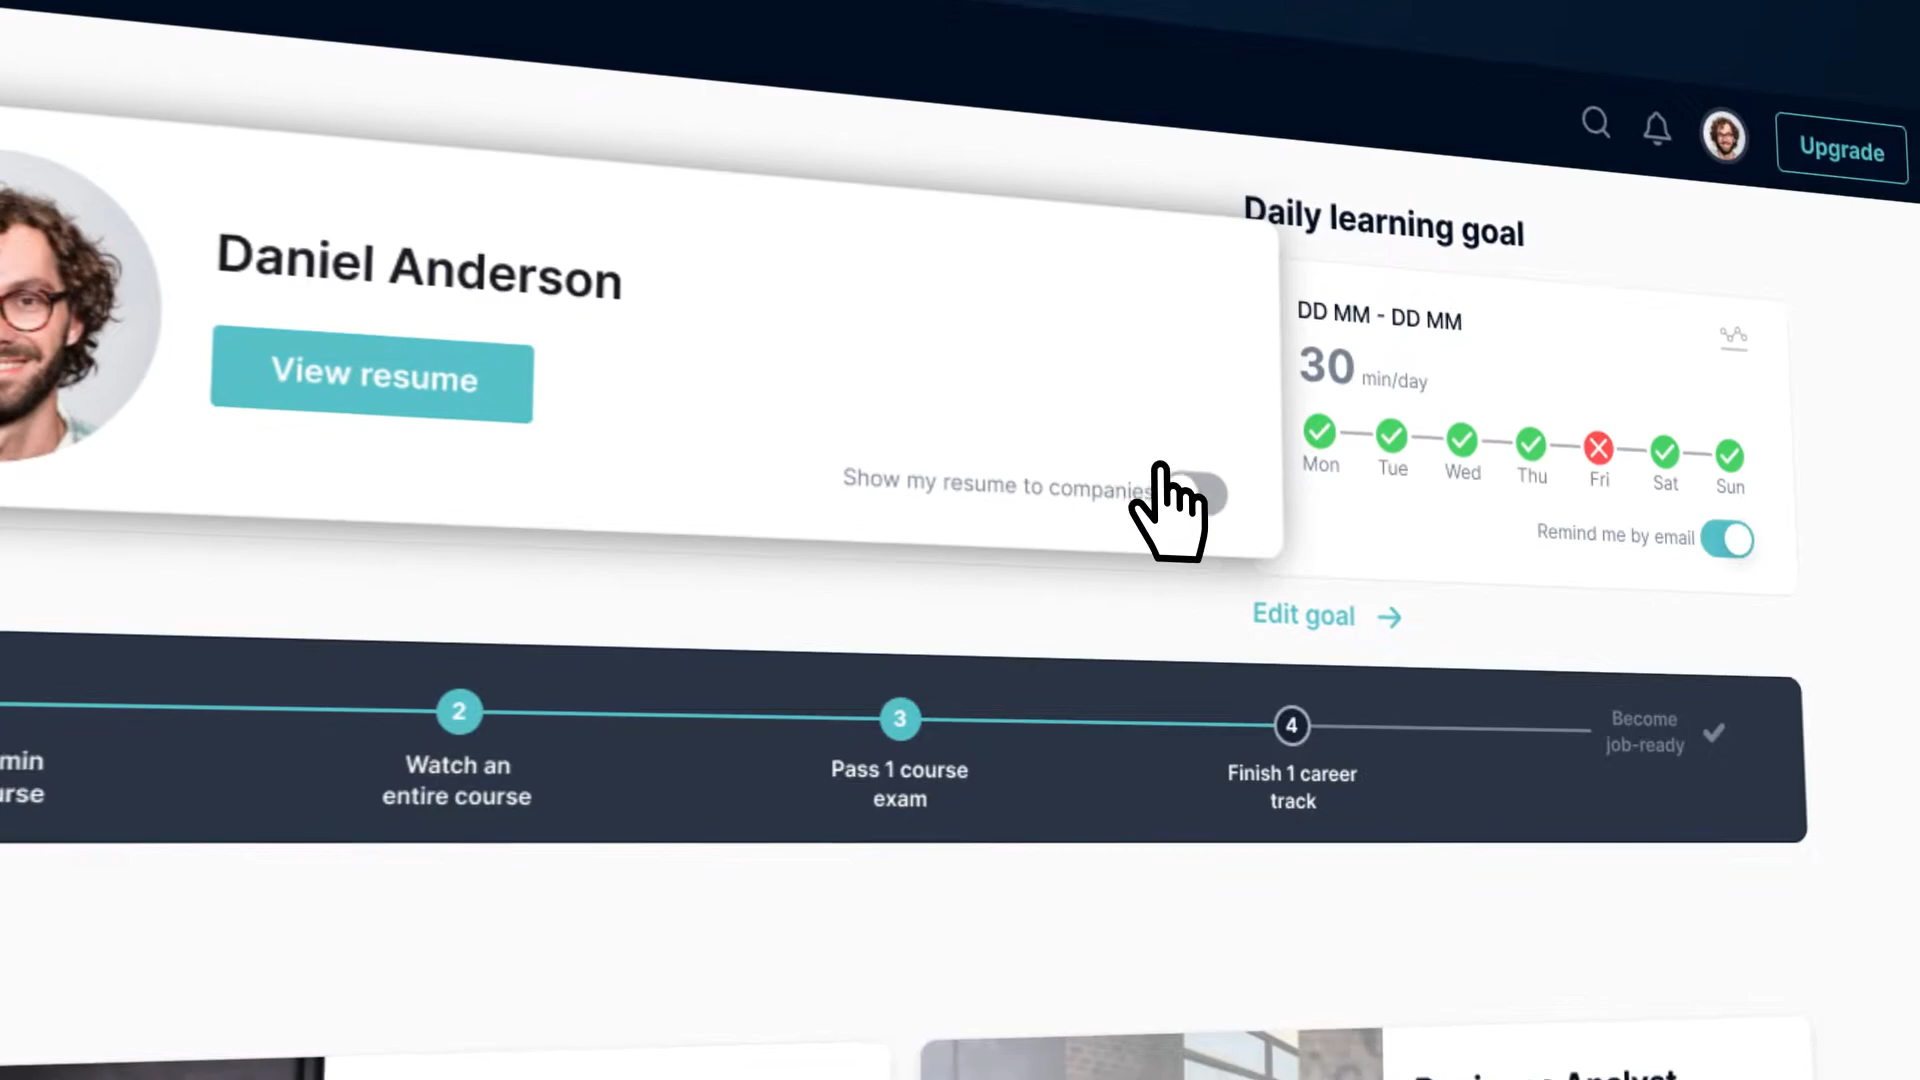 Upgrade
Daniel Anderson
View resume
Show my resume to companies
Daily learning goal
DD MM - DD MM
30 min/day
Mon Tue Wed Thu Fri Sat Sun
Remind me by email
Edit goal
2
Watch an
entire course
3
Pass 1 course
exam
4
Finish 1 career
track
Become
job-ready
min
Analyst